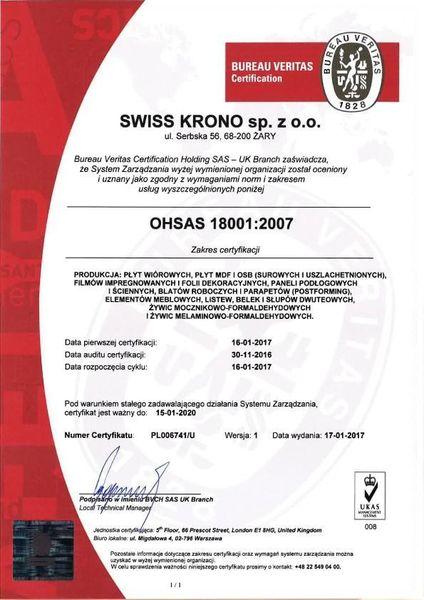 BUREAU VERITAS
Certification
BUREAU VERITAS
1828
SWISS KRONO sp. z o.o.
ul. Serbska 56, 68-200 ŻARY
Bureau Veritas Certification Holding SAS – UK Branch zaświadcza,
że System Zarządzania wyżej wymienionej organizacji został oceniony
i uznany jako zgodny z wymaganiami norm i zakresem
usług wyszczególnionych poniżej
OHSAS 18001:2007
Zakres certyfikacji
PRODUKCJA: PŁYT WIÓROWYCH, PŁYT MDF I OSB (SUROWYCH I USZLACHETNIONYCH),
FILMÓW IMPREGNOWANYCH I FOLII DEKORACYJNYCH, PANELI PODŁOGOWYCH
I ŚCIENNYCH, BLATÓW ROBOCZYCH I PARAPETÓW (POSTFORMING),
ELEMENTÓW MEBLOWYCH, LISTEW, BELEK I SŁUPÓW DWUTEOWYCH,
ŻYWIC MOCZNIKOWO-FORMALDEHYDOWYCH
I ŻYWIC MELAMINOWO-FORMALDEHYDOWYCH.
Data pierwszej certyfikacji: 16-01-2017
Data auditu certyfikacji: 30-11-2016
Data rozpoczęcia cyklu: 16-01-2017
Pod warunkiem stałego zadawalającego działania Systemu Zarządzania,
certyfikat jest ważny do: 15-01-2020
Numer Certyfikatu: PL006741/U Wersja: 1 Data wydania: 17-01-2017
Podpisano w imieniu BVCH SAS UK Branch
Local Technical Manager
UKAS
MANAGEMENT
SYSTEMS
008
Jednostka certyfikująca: 5th Floor, 66 Prescot Street, London E1 8HG, United Kingdom
Biuro lokalne: ul. Migdałowa 4, 02-796 Warszawa
Pozostałe informacje dotyczące zakresu certyfikacji oraz wymagań systemu zarządzania można
uzyskać w wyżej wymienionej organizacji.
W celu sprawdzenia ważności niniejszego certyfikatu prosimy o kontakt: +48 22 549 04 00.
1 / 1